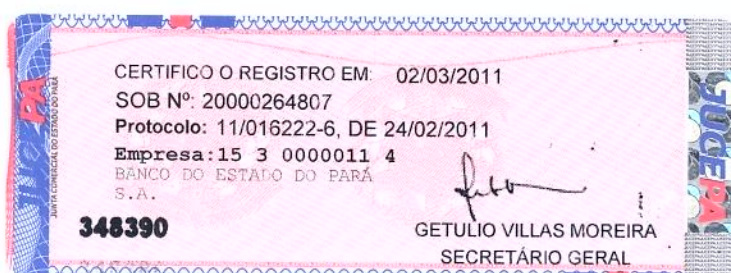 CERTIFICO O REGISTRO EM: 02/03/2011
SOB Nº: 20000264807
Protocolo: 11/016222-6, DE 24/02/2011
Empresa:15 3 0000011 4
BANCO DO ESTADO DO PARÁ
S.A.
348390
GETULIO VILLAS MOREIRA
SECRETÁRIO GERAL
JUNTA COMERCIAL DO ESTADO DO PARÁ
PA
JUCEPA